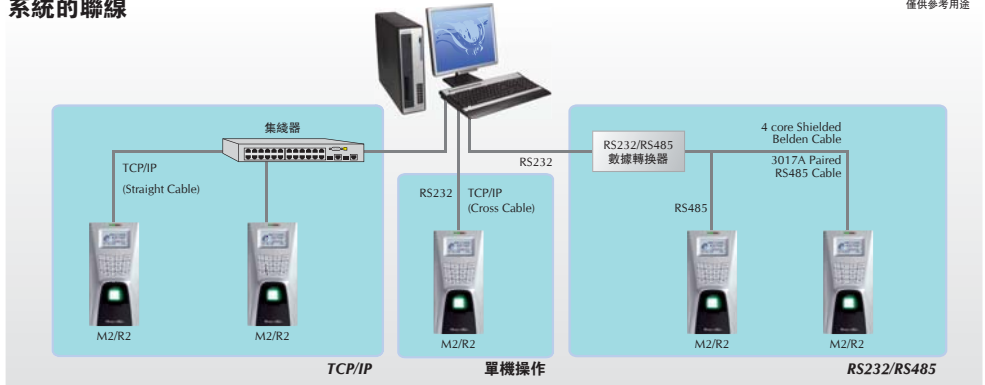 系統的聯線
僅供參考用途
集綫器
TCP/IP
(Straight Cable)
M2/R2
M2/R2
TCP/IP
RS232
TCP/IP
(Cross Cable)
M2/R2
單機操作
RS232
RS232/RS485
數據轉換器
4 core Shielded
Belden Cable
3017A Paired
RS485 Cable
RS485
M2/R2
M2/R2
RS232/RS485